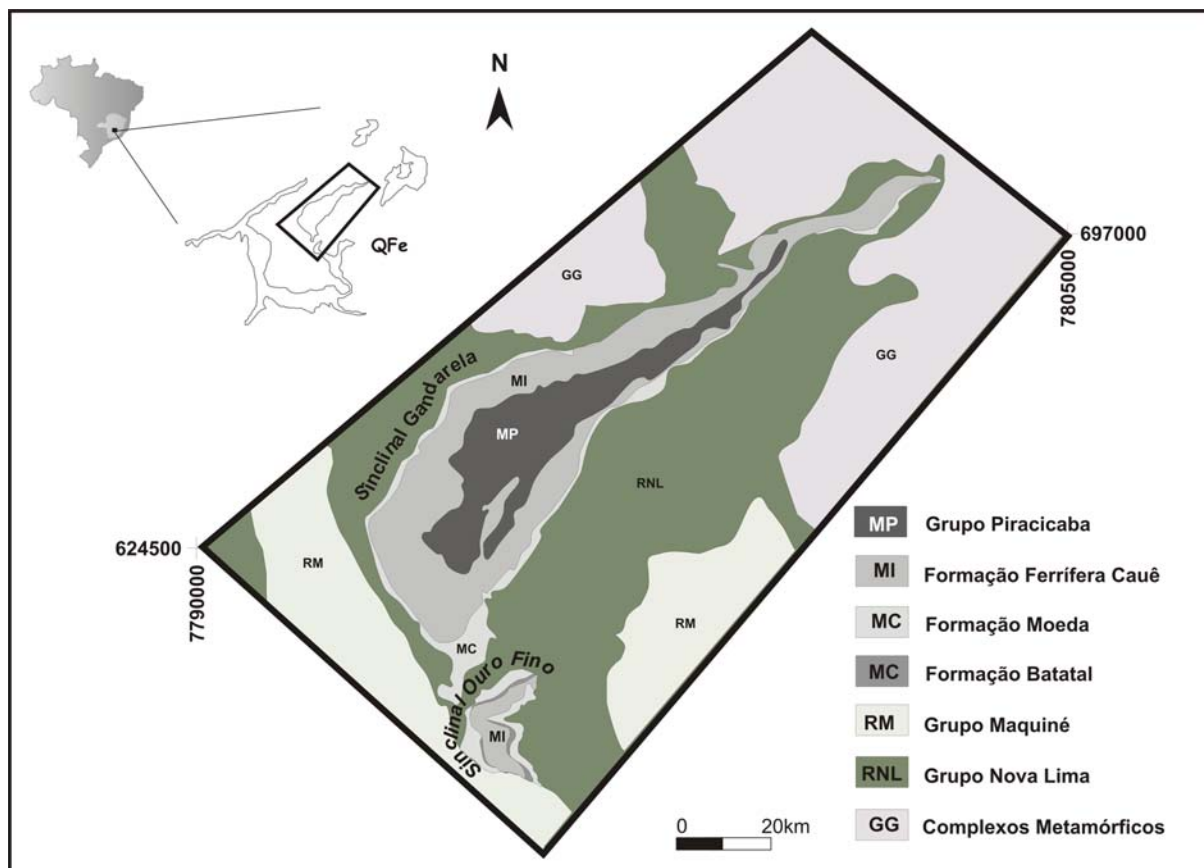 N
QFe
697000
7805000
GG
GG
Sinclinal Gandarela
MI
MP
RNL
624500
7790000
RM
RM
MC
Sinclinal Ouro Fino
MI
MP Grupo Piracicaba
MI Formação Ferrífera Cauê
MC Formação Moeda
MC Formação Batatal
RM Grupo Maquiné
RNL Grupo Nova Lima
GG Complexos Metamórficos
0 20km